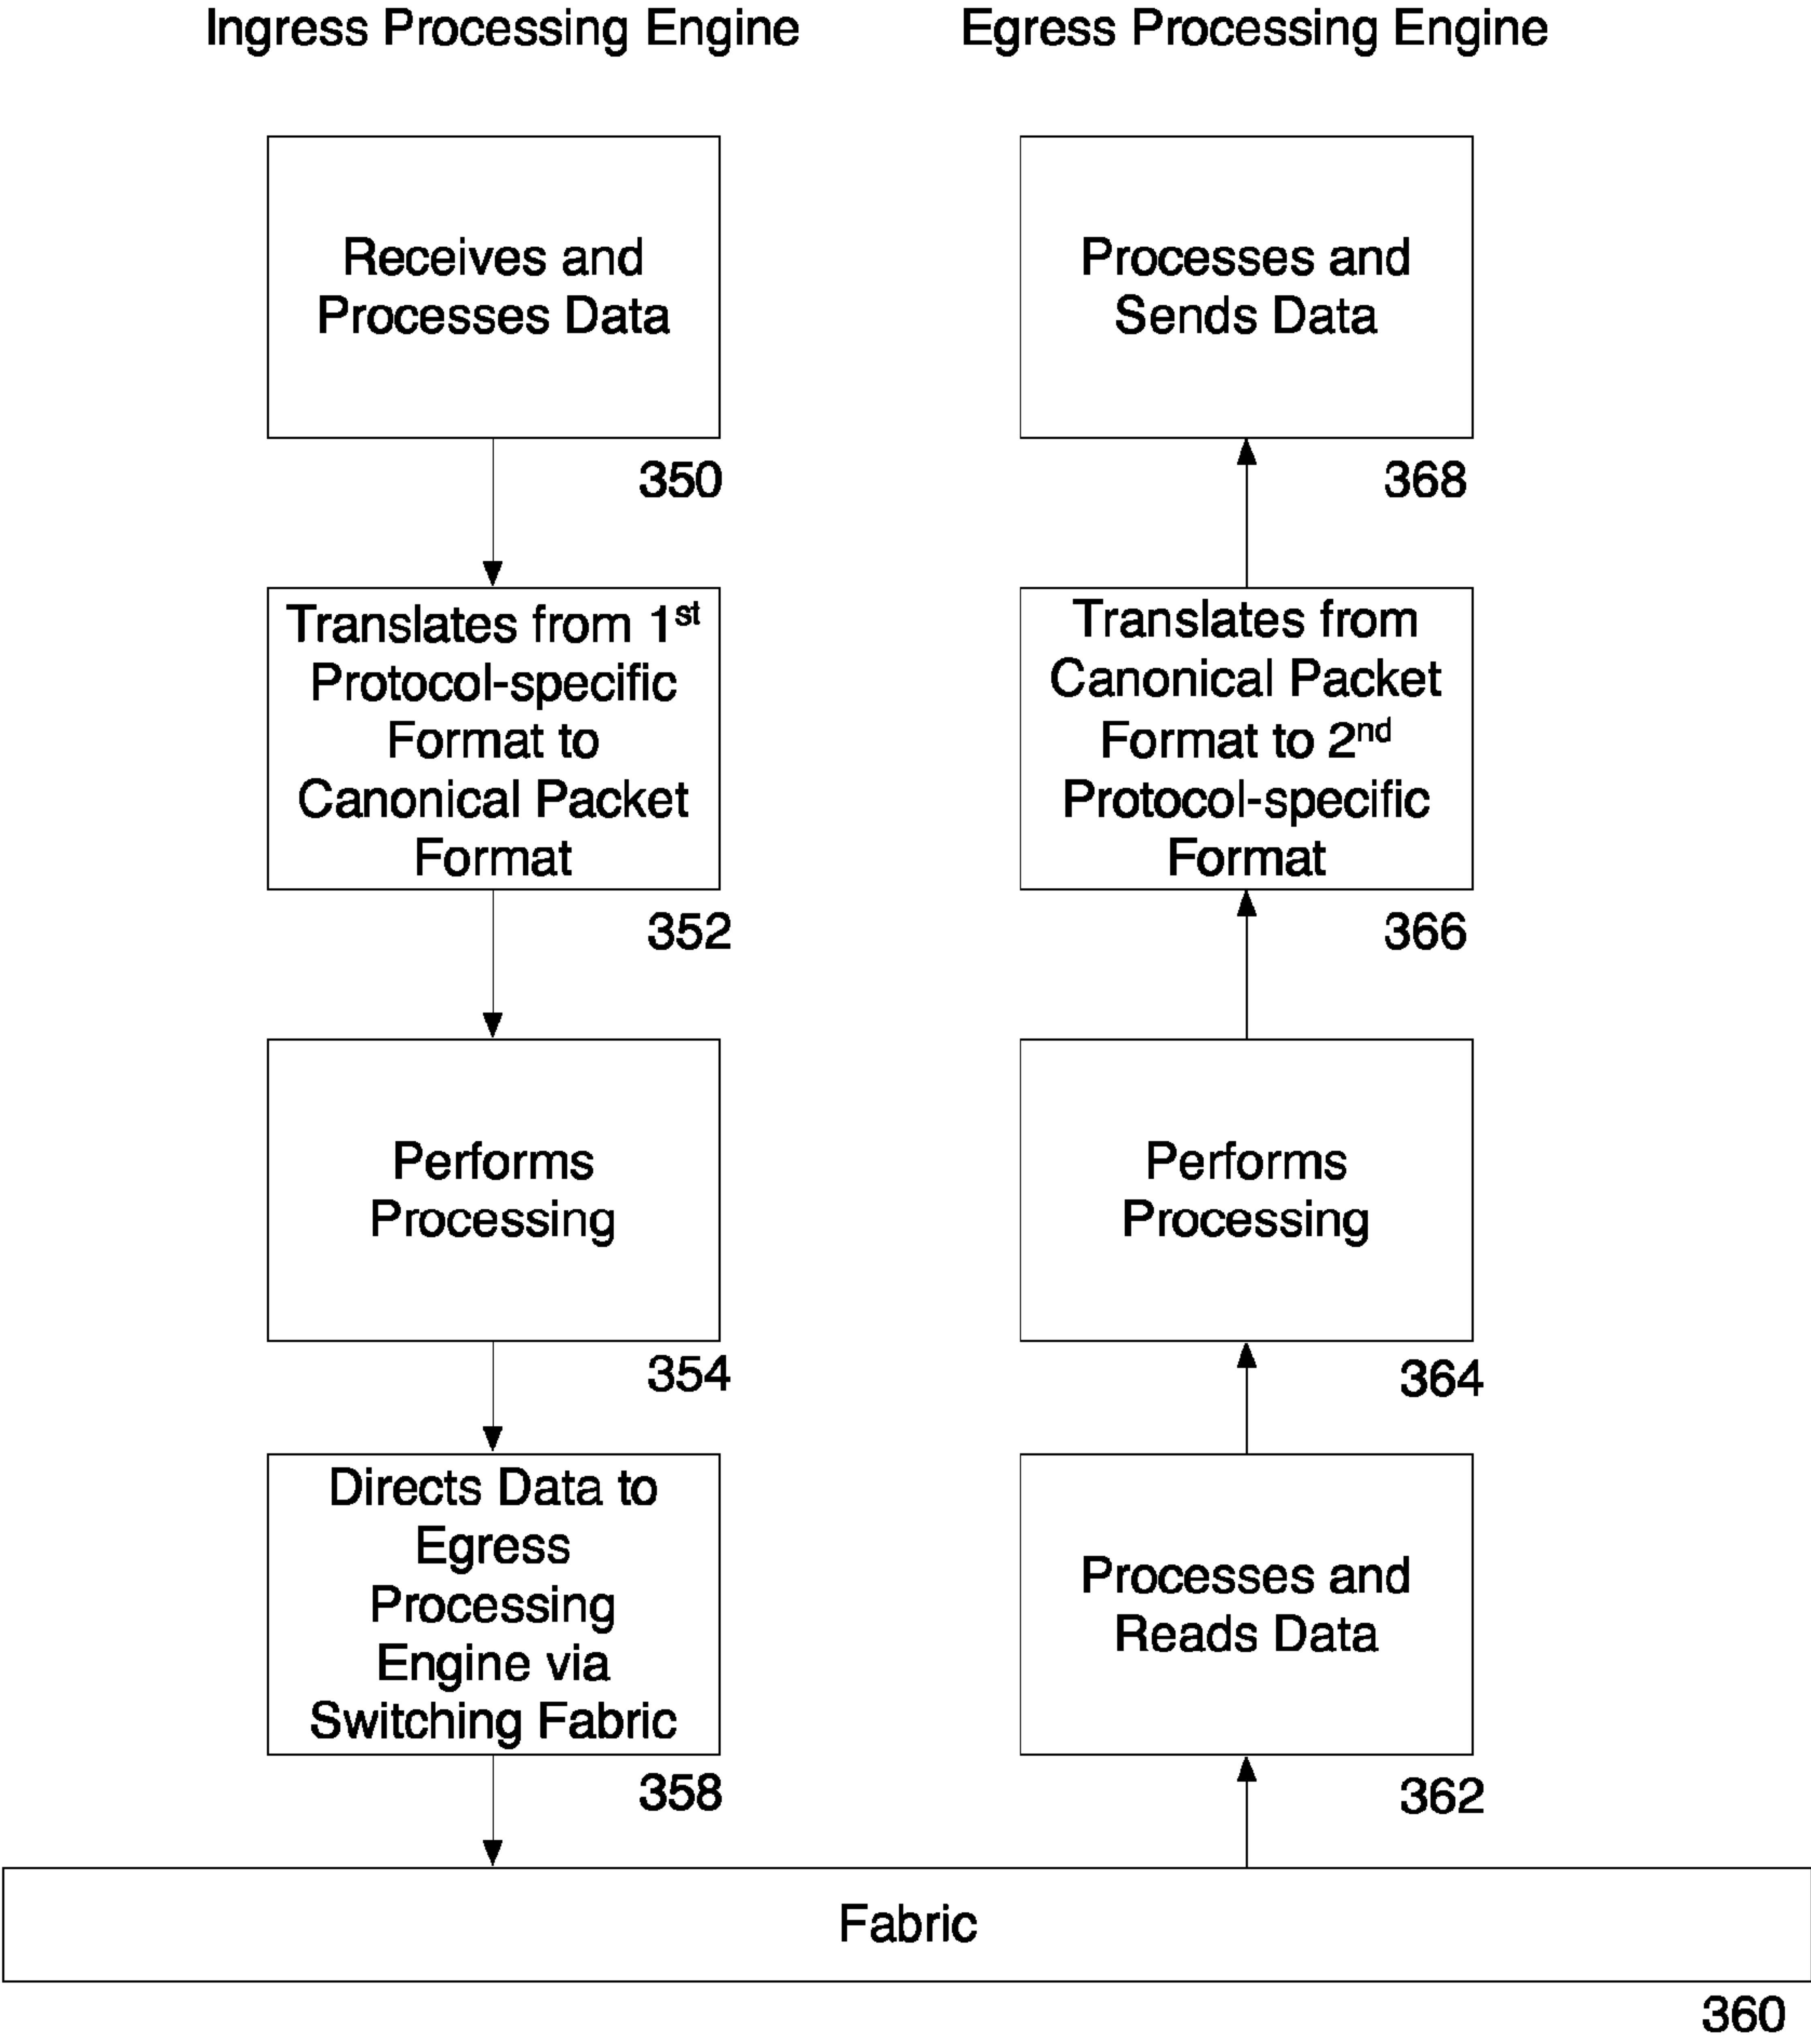 Ingress Processing Engine
Receives and
Processes Data
350
Translates from 1st
Protocol-specific
Format to
Canonical Packet
Format
352
Performs
Processing
354
Directs Data to
Egress
Processing
Engine via
Switching Fabric
358
Egress Processing Engine
Processes and
Sends Data
368
Translates from
Canonical Packet
Format to 2nd
Protocol-specific
Format
366
Performs
Processing
364
Processes and
Reads Data
362
Fabric
360